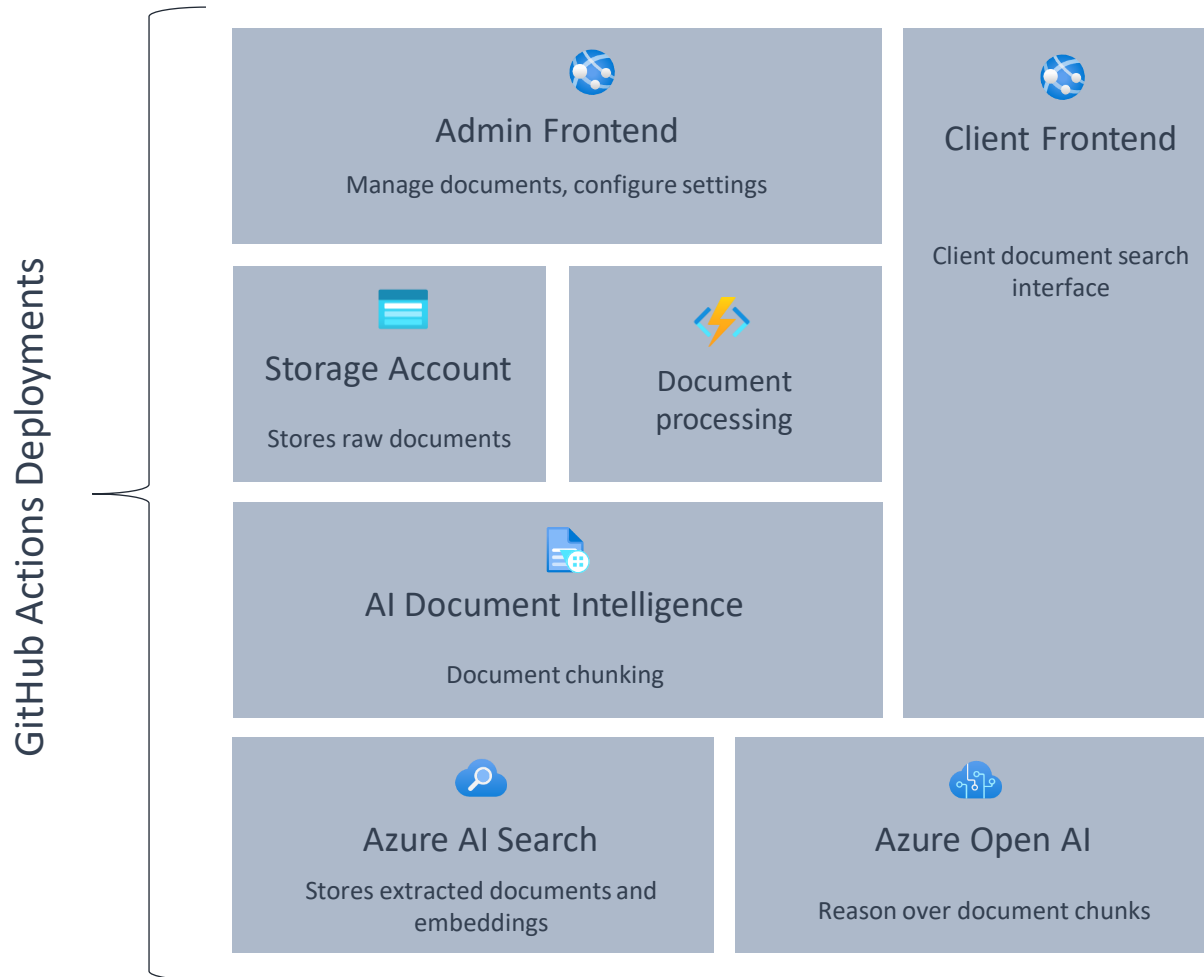 GitHub Actions Deployments
Admin Frontend
Manage documents, configure settings
Client Frontend
Client document search
interface
Storage Account
Stores raw documents
Document
processing
AI Document Intelligence
Document chunking
Azure AI Search
Stores extracted documents and
embeddings
Azure Open AI
Reason over document chunks